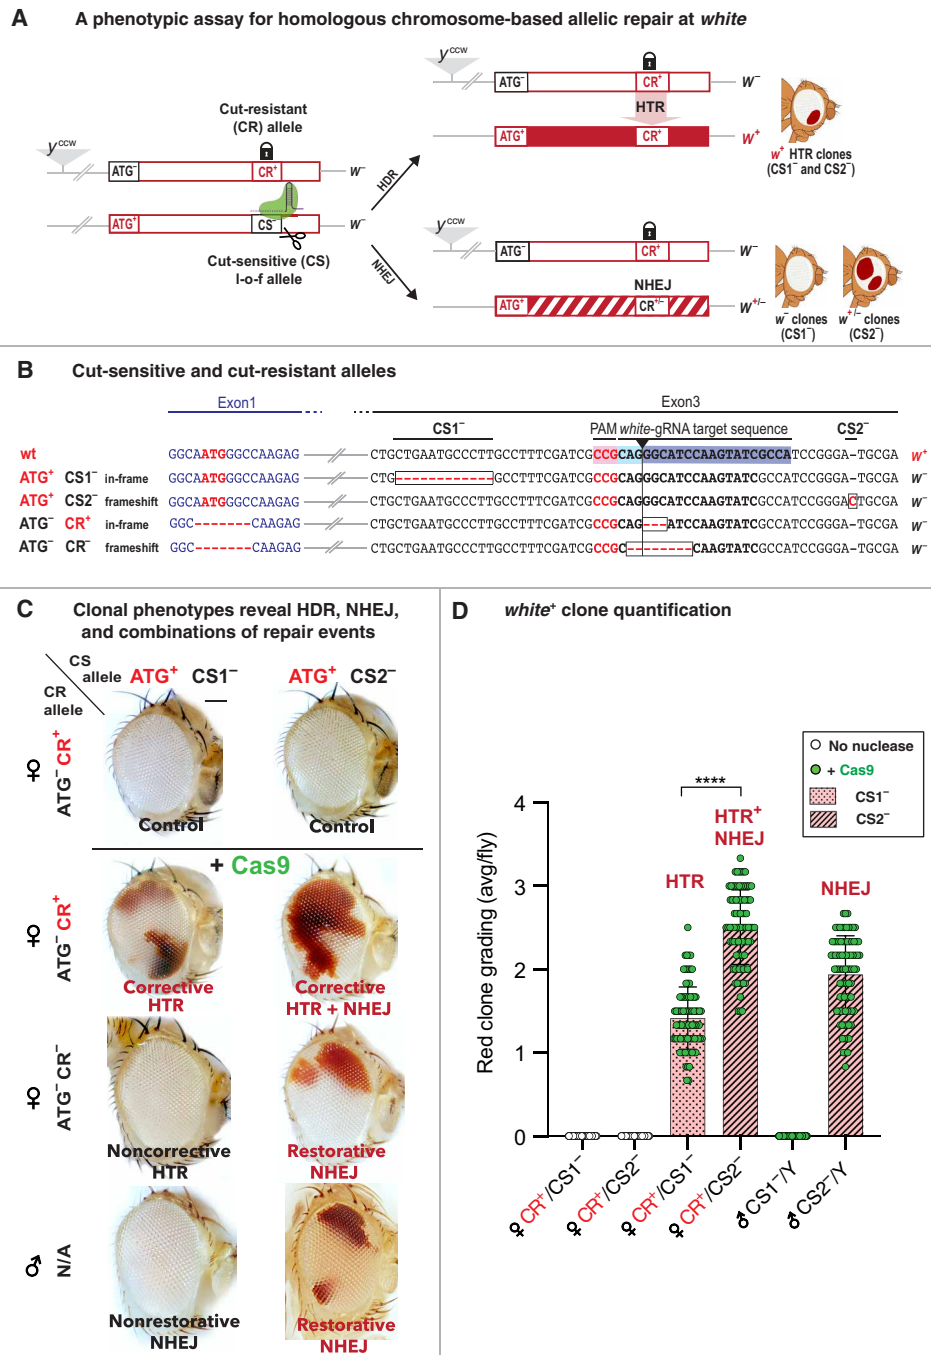 A A phenotypic assay for homologous chromosome-based allelic repair at white
Cut-resistant
(CR) allele
yCCW
ATG⁻ CR⁺ W⁻
ATG⁺ CS⁻ W⁻
Cut-sensitive (CS)
l-o-f allele
HDR
NHEJ
yCCW
ATG⁻ CR⁺ W⁻
HTR
ATG⁺ CR⁺ W⁺
w⁺ HTR clones
(CS1⁻ and CS2⁻)
yCCW
ATG⁻ CR⁺ W⁻
NHEJ
ATG⁺ CR⁺/⁻ W⁺/⁻
w⁻ clones
(CS1⁻)
w⁺/⁻ clones
(CS2⁻)
B Cut-sensitive and cut-resistant alleles
Exon1 Exon3
CS1⁻ PAM white-gRNA target sequence CS2⁻
wt GGCAATGGGCCAAGAG CTGCTGAATGCCCTTGCCTTTCGATCGCCGCAGGGCATCCAAGTATCGCCATCCGGGA–TGCGA W⁺
ATG⁺ CS1⁻ in-frame GGCAATGGGCCAAGAG CTG------------GCCTTTCGATCGCCGCAGGGCATCCAAGTATCGCCATCCGGGA–TGCGA W⁻
ATG⁺ CS2⁻ frameshift GGCAATGGGCCAAGAG CTGCTGAATGCCCTTGCCTTTCGATCGCCGCAGGGCATCCAAGTATCGCCATCCGGGACTGCGA W⁻
ATG⁻ CR⁺ in-frame GGC-------CAAGAG CTGCTGAATGCCCTTGCCTTTCGATCGCCGCAG---ATCCAAGTATCGCCATCCGGGA–TGCGA W⁻
ATG⁻ CR⁻ frameshift GGC-------CAAGAG CTGCTGAATGCCCTTGCCTTTCGATCGCCGC--------CAAGTATCGCCATCCGGGA–TGCGA W⁻
C Clonal phenotypes reveal HDR, NHEJ,
and combinations of repair events
CS
allele
CR
allele
ATG⁺ CS1⁻ ATG⁺ CS2⁻
♀ ATG⁻ CR⁺
Control Control
+ Cas9
♀ ATG⁻ CR⁺
Corrective
HTR
Corrective
HTR + NHEJ
♀ ATG⁻ CR⁻
Noncorrective
HTR
Restorative
NHEJ
♂ N/A
Nonrestorative
NHEJ
Restorative
NHEJ
D white⁺ clone quantification
No nuclease
+ Cas9
CS1⁻
CS2⁻
Red clone grading (avg/fly)
4
3
2
1
0
****
HTR
HTR⁺
NHEJ
NHEJ
♀ CR⁺/CS1⁻
♀ CR⁺/CS2⁻
♀ CR⁺/CS1⁻
♀ CR⁺/CS2⁻
♂ CS1⁻/Y
♂ CS2⁻/Y